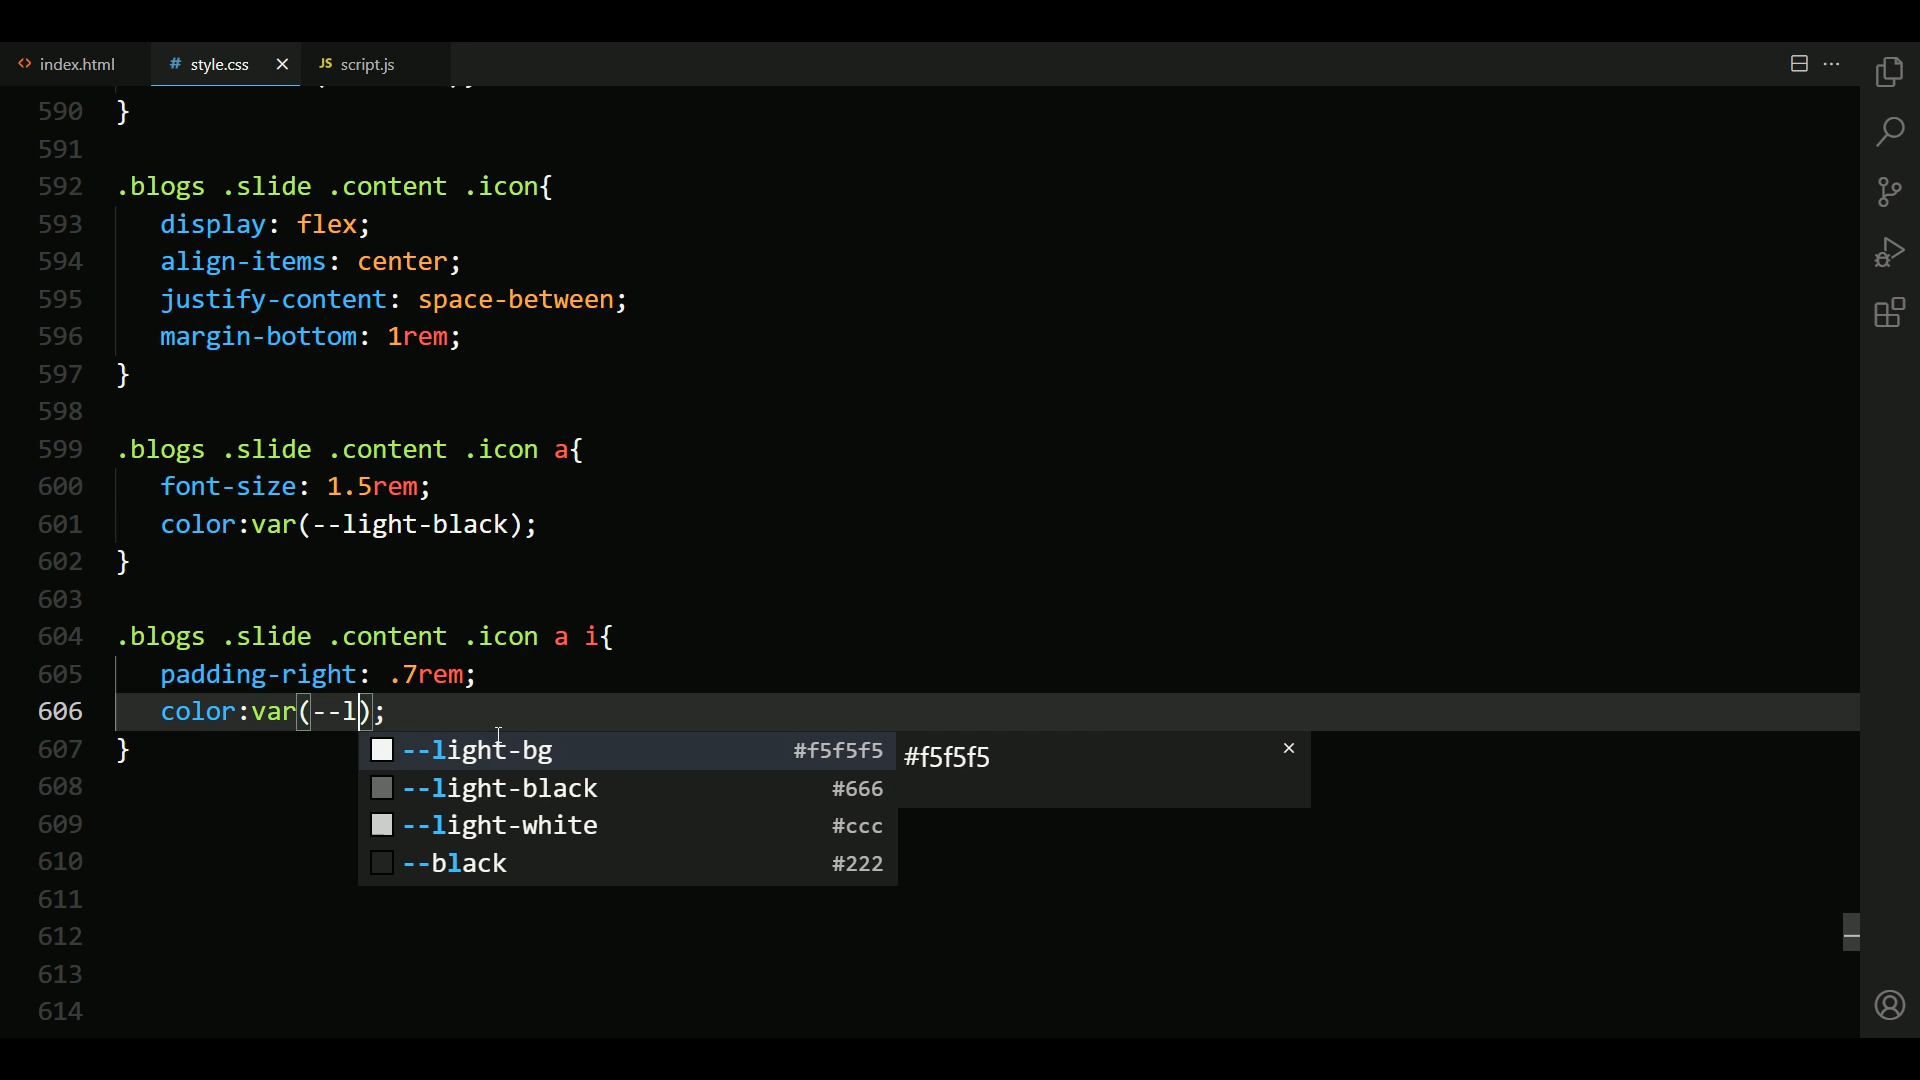 index.html
# style.css
JS script.js
590 }
591
592 .blogs .slide .content .icon{
593 display: flex;
594 align-items: center;
595 justify-content: space-between;
596 margin-bottom: 1rem;
597 }
598
599 .blogs .slide .content .icon a{
600 font-size: 1.5rem;
601 color:var(--light-black);
602 }
603
604 .blogs .slide .content .icon a i{
605 padding-right: .7rem;
606 color:var(--l);
607 }
--light-bg #f5f5f5
#f5f5f5
608
--light-black #666
609
--light-white #ccc
610
--black #222
611
612
613
614